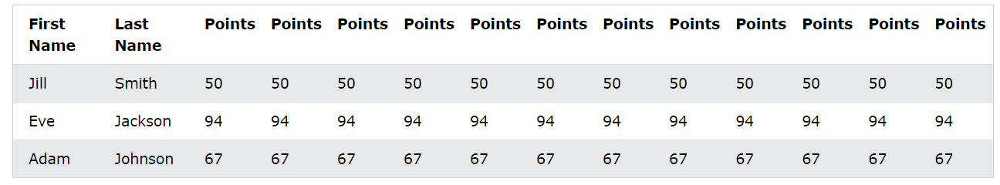 First Name Last Name Points Points Points Points Points Points Points Points Points Points Points Points
Jill Smith 50 50 50 50 50 50 50 50 50 50 50 50
Eve Jackson 94 94 94 94 94 94 94 94 94 94 94 94
Adam Johnson 67 67 67 67 67 67 67 67 67 67 67 67